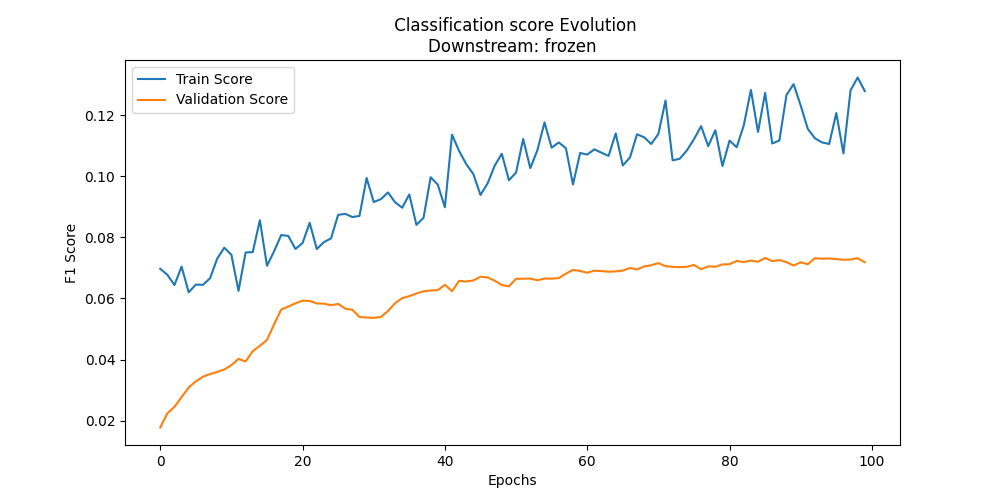 Classification score Evolution
Downstream: frozen
Train Score
Validation Score
F1 Score
0.12
0.10
0.08
0.06
0.04
0.02
0 20 40 60 80 100
Epochs